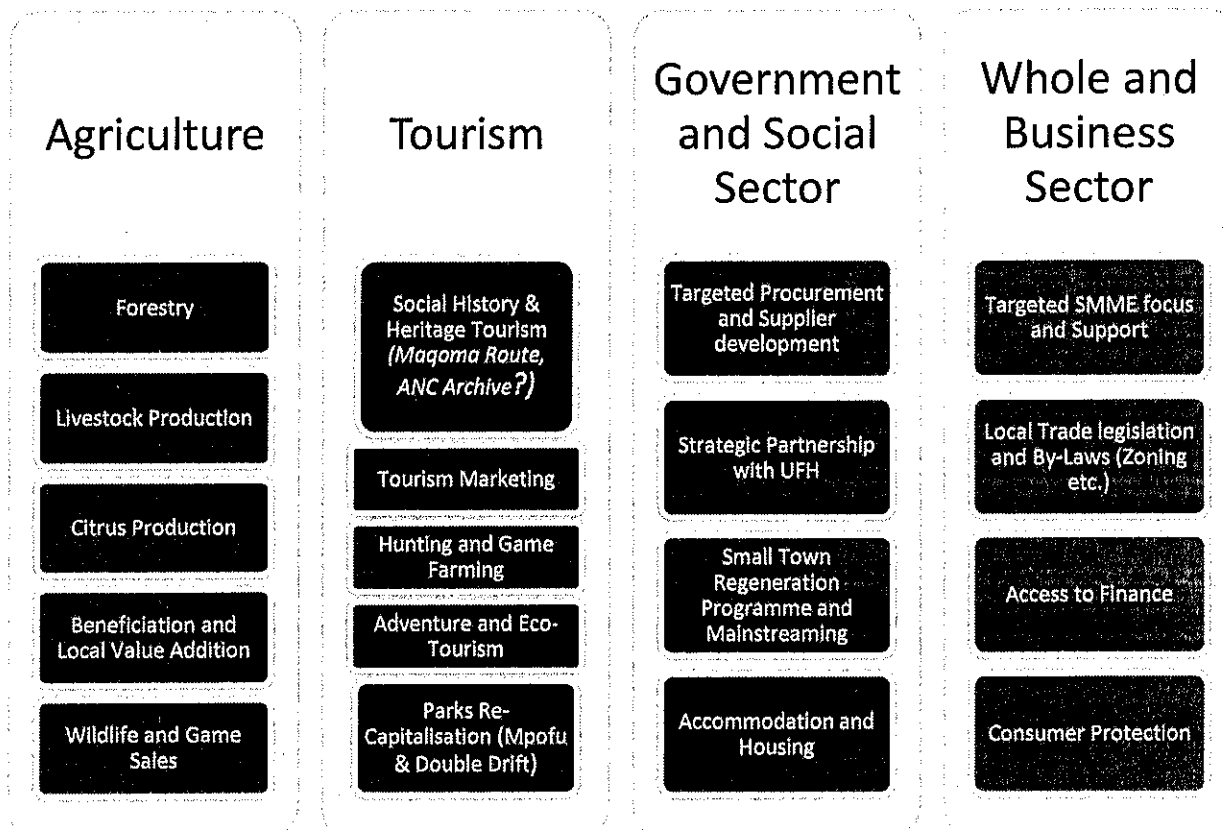 Agriculture
Forestry
Livestock Production
Citrus Production
Beneficiation and
Local Value Addition
Wildlife and Game
Sales
Tourism
Social History &
Heritage Tourism
(Maqoma Route,
ANC Archive?)
Tourism Marketing
Hunting and Game
Farming
Adventure and Eco-
Tourism
Parks Re-
Capitalisation (Mpofu
& Double Drift)
Government
and Social
Sector
Targeted Procurement
and Supplier
development
Strategic Partnership
with UFH
Small Town
Regeneration
Programme and
Mainstreaming
Accommodation and
Housing
Whole and
Business
Sector
Targeted SMME focus
and Support
Local Trade legislation
and By-Laws (Zoning
etc.)
Access to Finance
Consumer Protection